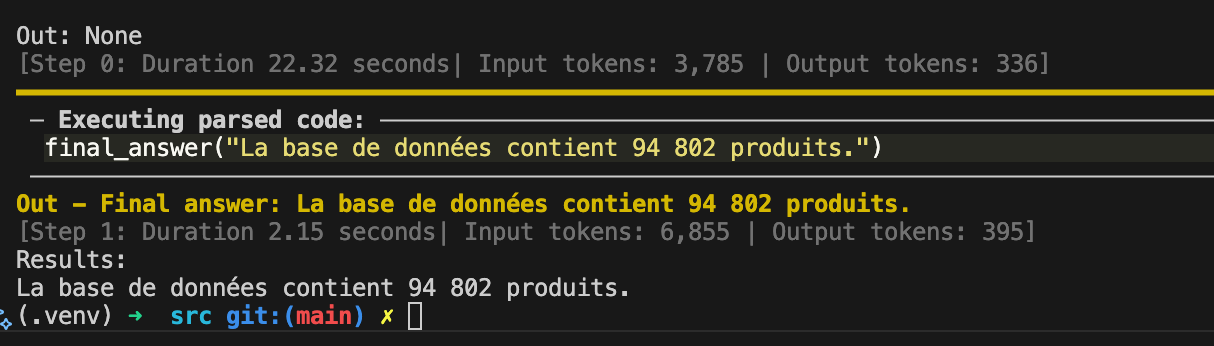 Out: None
[Step 0: Duration 22.32 seconds| Input tokens: 3,785 | Output tokens: 336]
─ Executing parsed code: ─
final_answer("La base de données contient 94 802 produits.")
Out - Final answer: La base de données contient 94 802 produits.
[Step 1: Duration 2.15 seconds| Input tokens: 6,855 | Output tokens: 395]
Results:
La base de données contient 94 802 produits.
(.venv) ➜ src git:(main) ✗